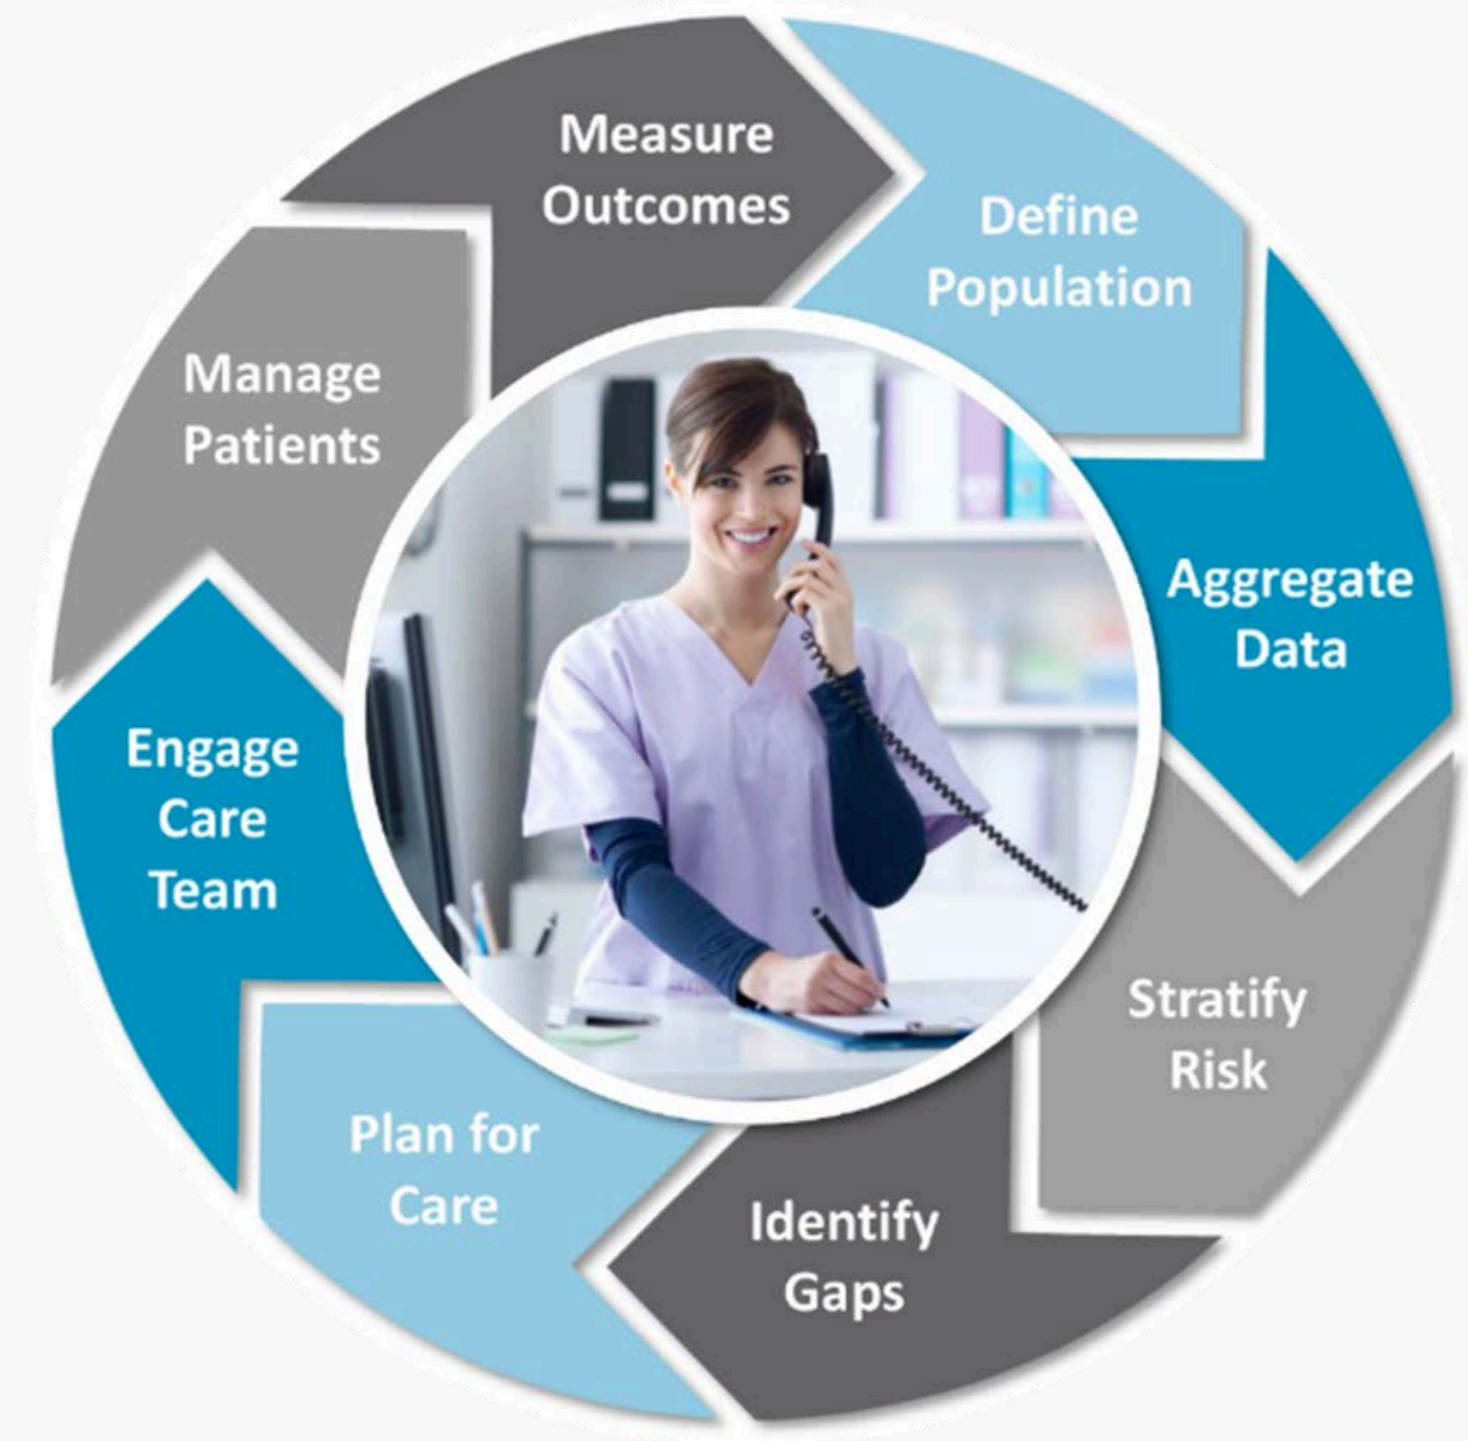 Measure
Outcomes
Define
Population
Aggregate
Data
Stratify
Risk
Identify
Gaps
Plan for
Care
Engage
Care
Team
Manage
Patients